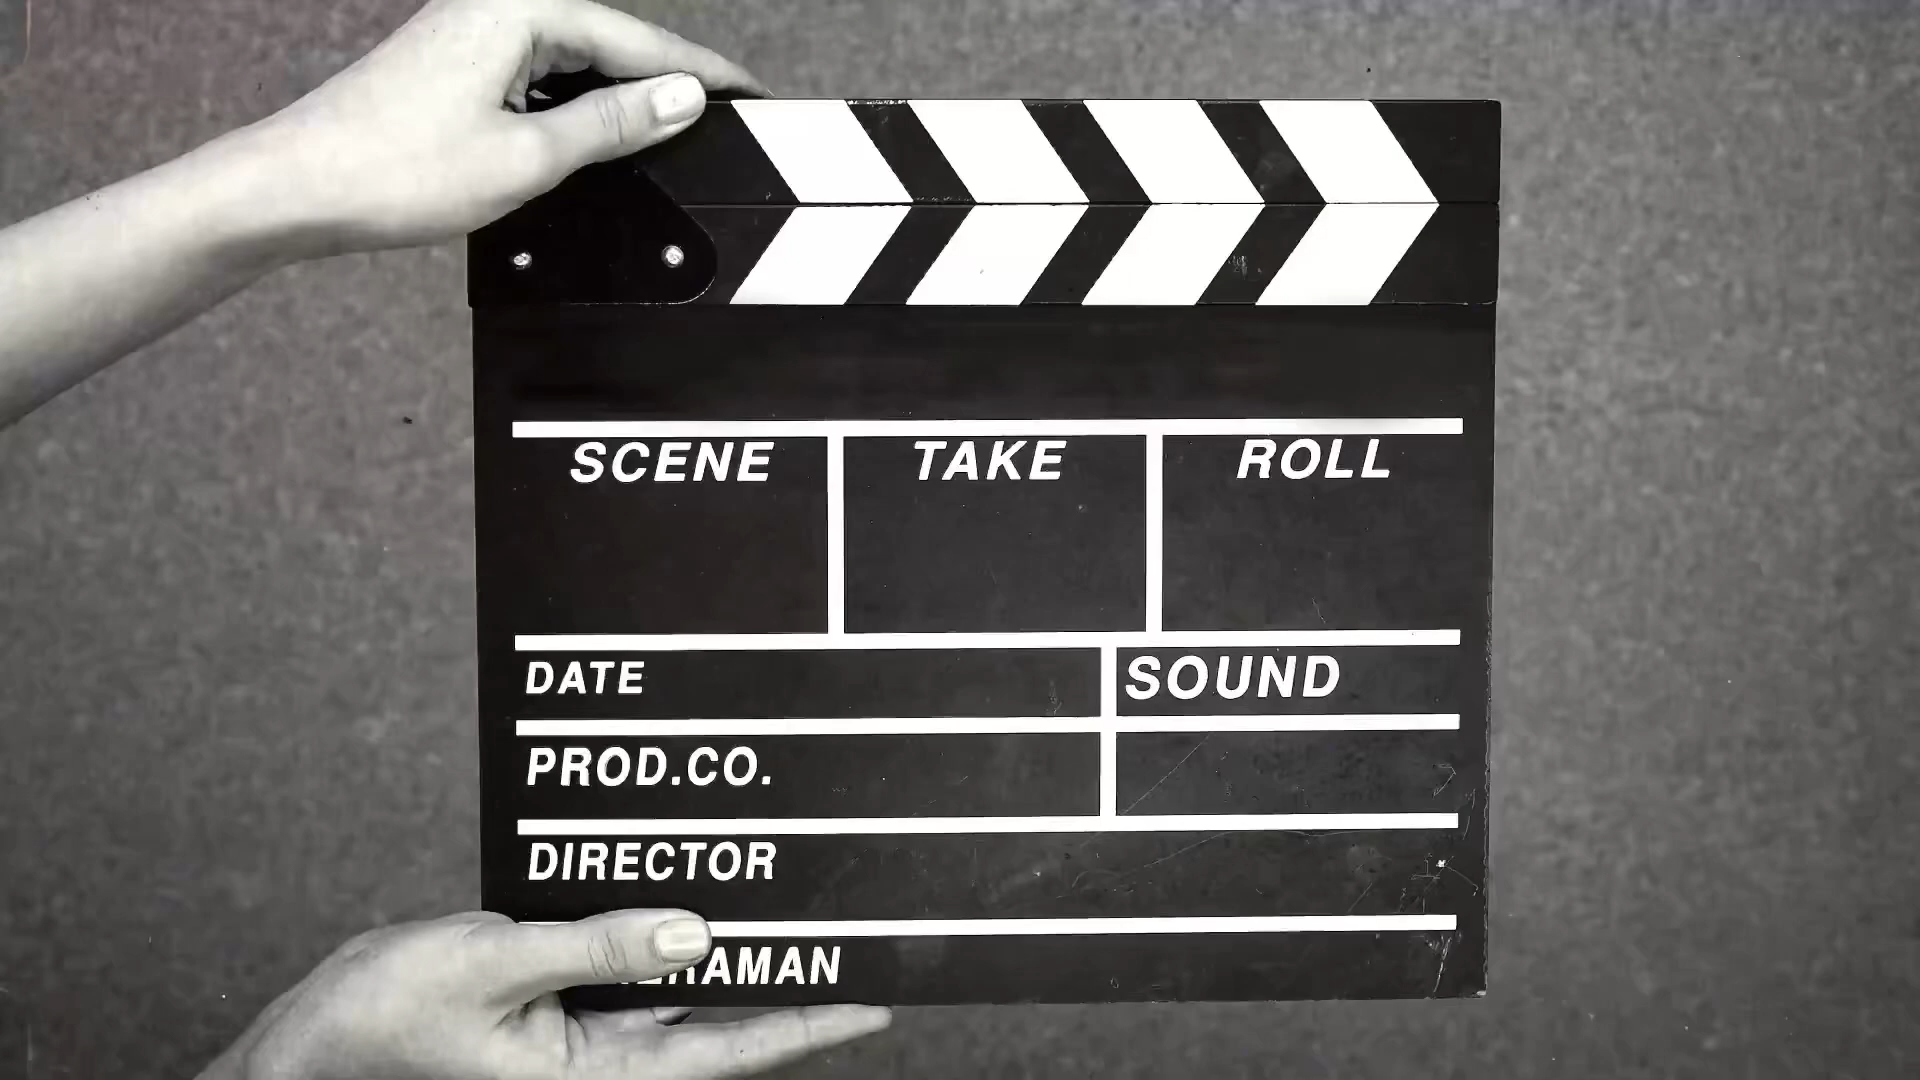 SCENE TAKE ROLL
DATE SOUND
PROD.CO.
DIRECTOR